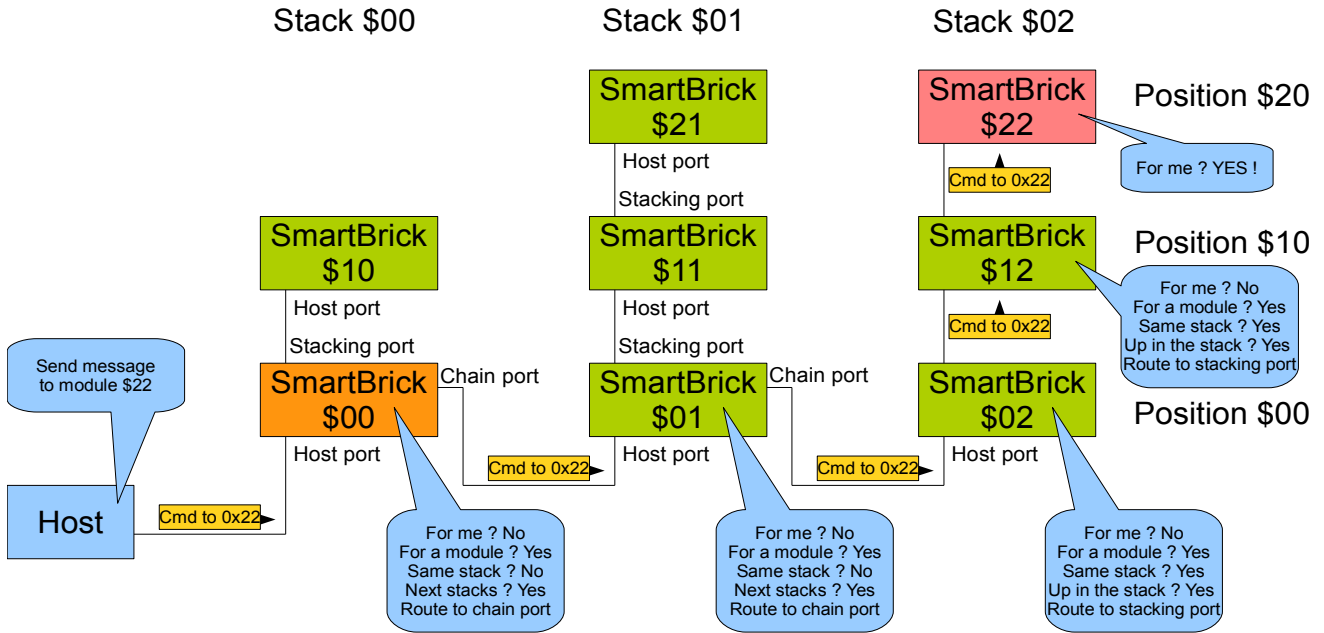 Stack $00
Stack $01
Stack $02
SmartBrick
$21
SmartBrick
$22
Position $20
Host port
Cmd to 0x22
For me ? YES !
Stacking port
SmartBrick
$10
SmartBrick
$11
SmartBrick
$12
Position $10
Host port
Host port
Cmd to 0x22
For me ? No
For a module ? Yes
Same stack ? Yes
Up in the stack ? Yes
Route to stacking port
Stacking port
Stacking port
Send message
to module $22
SmartBrick
$00
Chain port
SmartBrick
$01
Chain port
SmartBrick
$02
Position $00
Host port
Cmd to 0x22
Host port
Cmd to 0x22
Host port
Host
Cmd to 0x22
For me ? No
For a module ? Yes
Same stack ? No
Next stacks ? Yes
Route to chain port
For me ? No
For a module ? Yes
Same stack ? No
Next stacks ? Yes
Route to chain port
For me ? No
For a module ? Yes
Same stack ? Yes
Up in the stack ? Yes
Route to stacking port